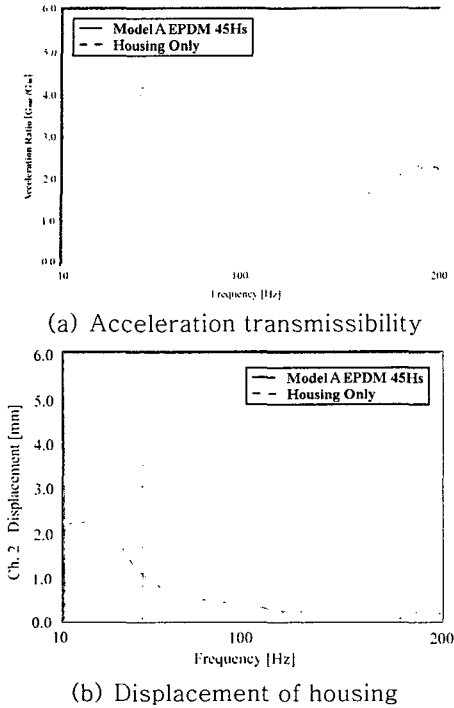 6.0
Model A EPDM 45Hs
Housing Only
5.0
4.0
3.0
2.0
1.0
0.0
10
100
200
Frequency [Hz]
(a) Acceleration transmissibility
6.0
Model A EPDM 45Hs
Housing Only
5.0
4.0
3.0
2.0
1.0
0.0
Ch. 2 Displacement [mm]
10
100
200
Frequency [Hz]
(b) Displacement of housing